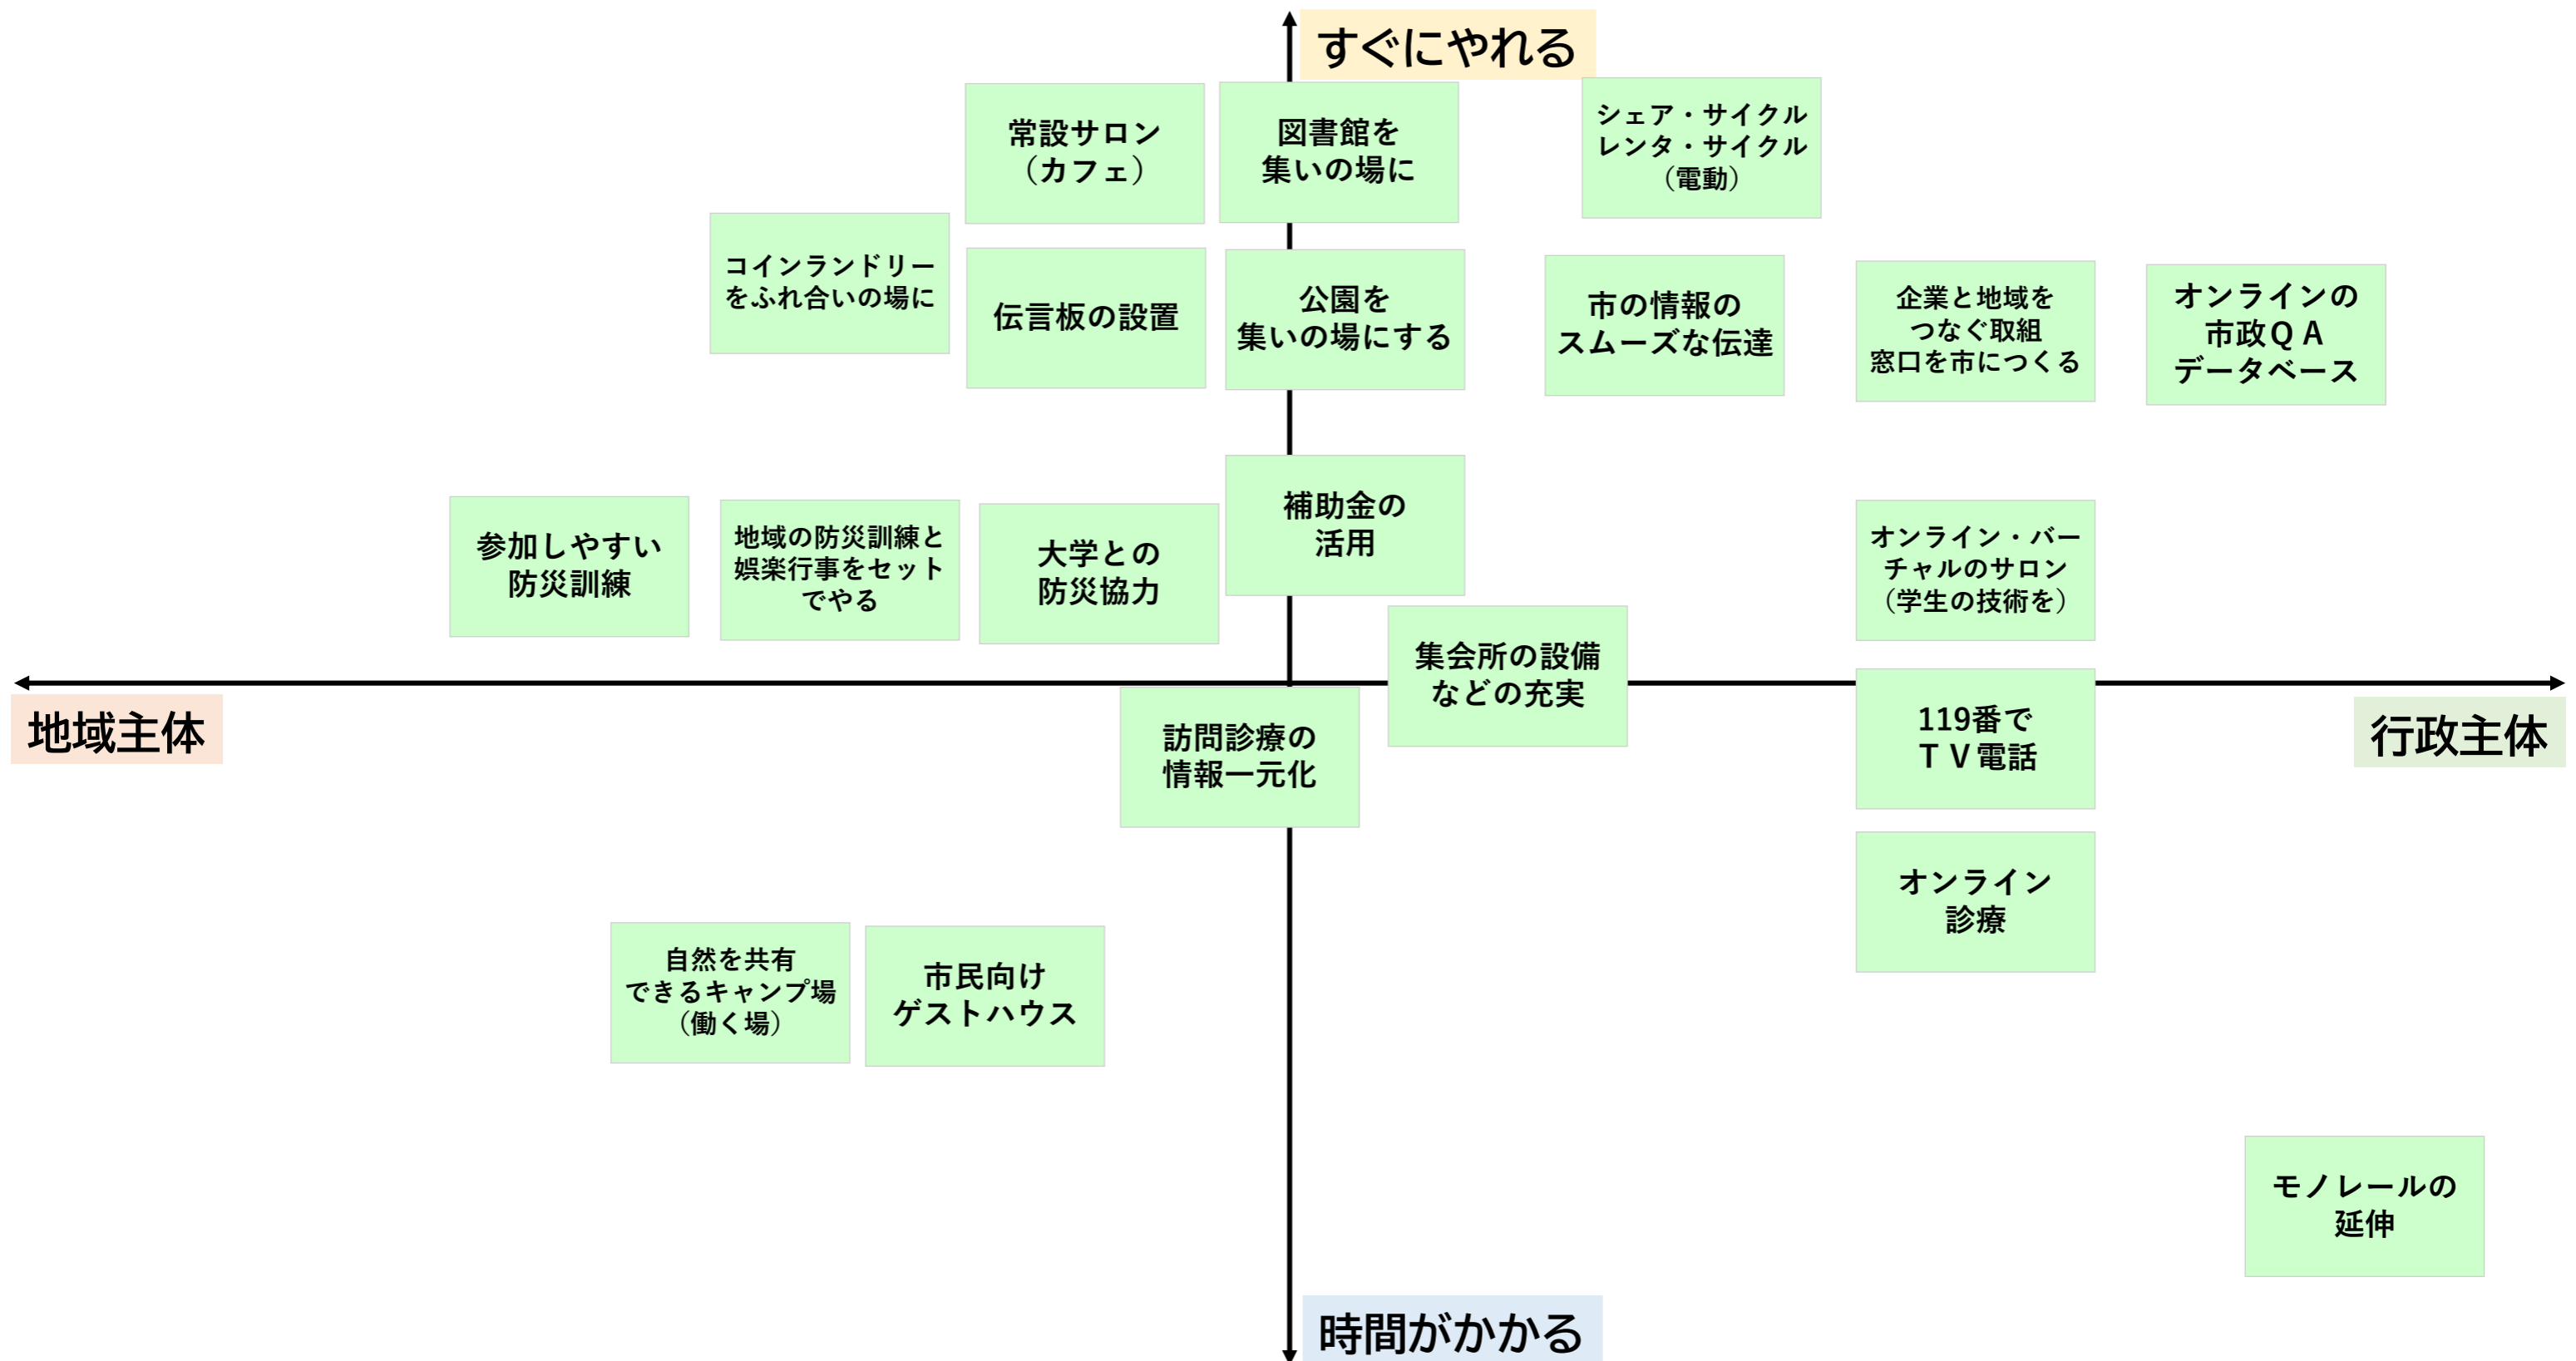 すぐにやれる
常設サロン
（カフェ）
図書館を
集いの場に
シェア・サイクル
レンタ・サイクル
（電動）
コインランドリー
をふれ合いの場に
伝言板の設置
公園を
集いの場にする
市の情報の
スムーズな伝達
企業と地域を
つなぐ取組
窓口を市につくる
オンラインの
市政ＱＡ
データベース
参加しやすい
防災訓練
地域の防災訓練と
娯楽行事をセット
でやる
大学との
防災協力
補助金の
活用
オンライン・バー
チャルのサロン
（学生の技術を）
集会所の設備
などの充実
地域主体
訪問診療の
情報一元化
119番で
ＴＶ電話
行政主体
オンライン
診療
自然を共有
できるキャンプ場
（働く場）
市民向け
ゲストハウス
モノレールの
延伸
時間がかかる